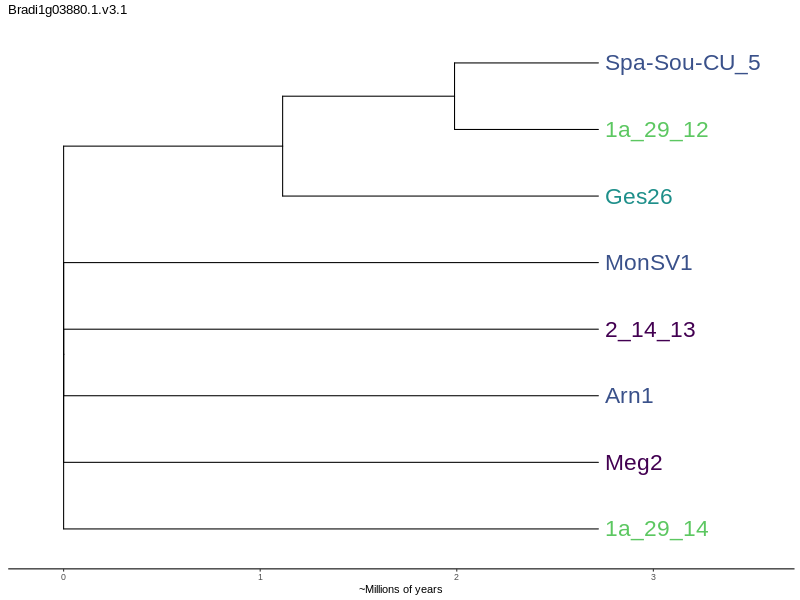 Bradi1g03880.1.v3.1
Spa-Sou-CU_5
1a_29_12
Ges26
MonSV1
2_14_13
Arn1
Meg2
1a_29_14
0 1 2 3
~Millions of years